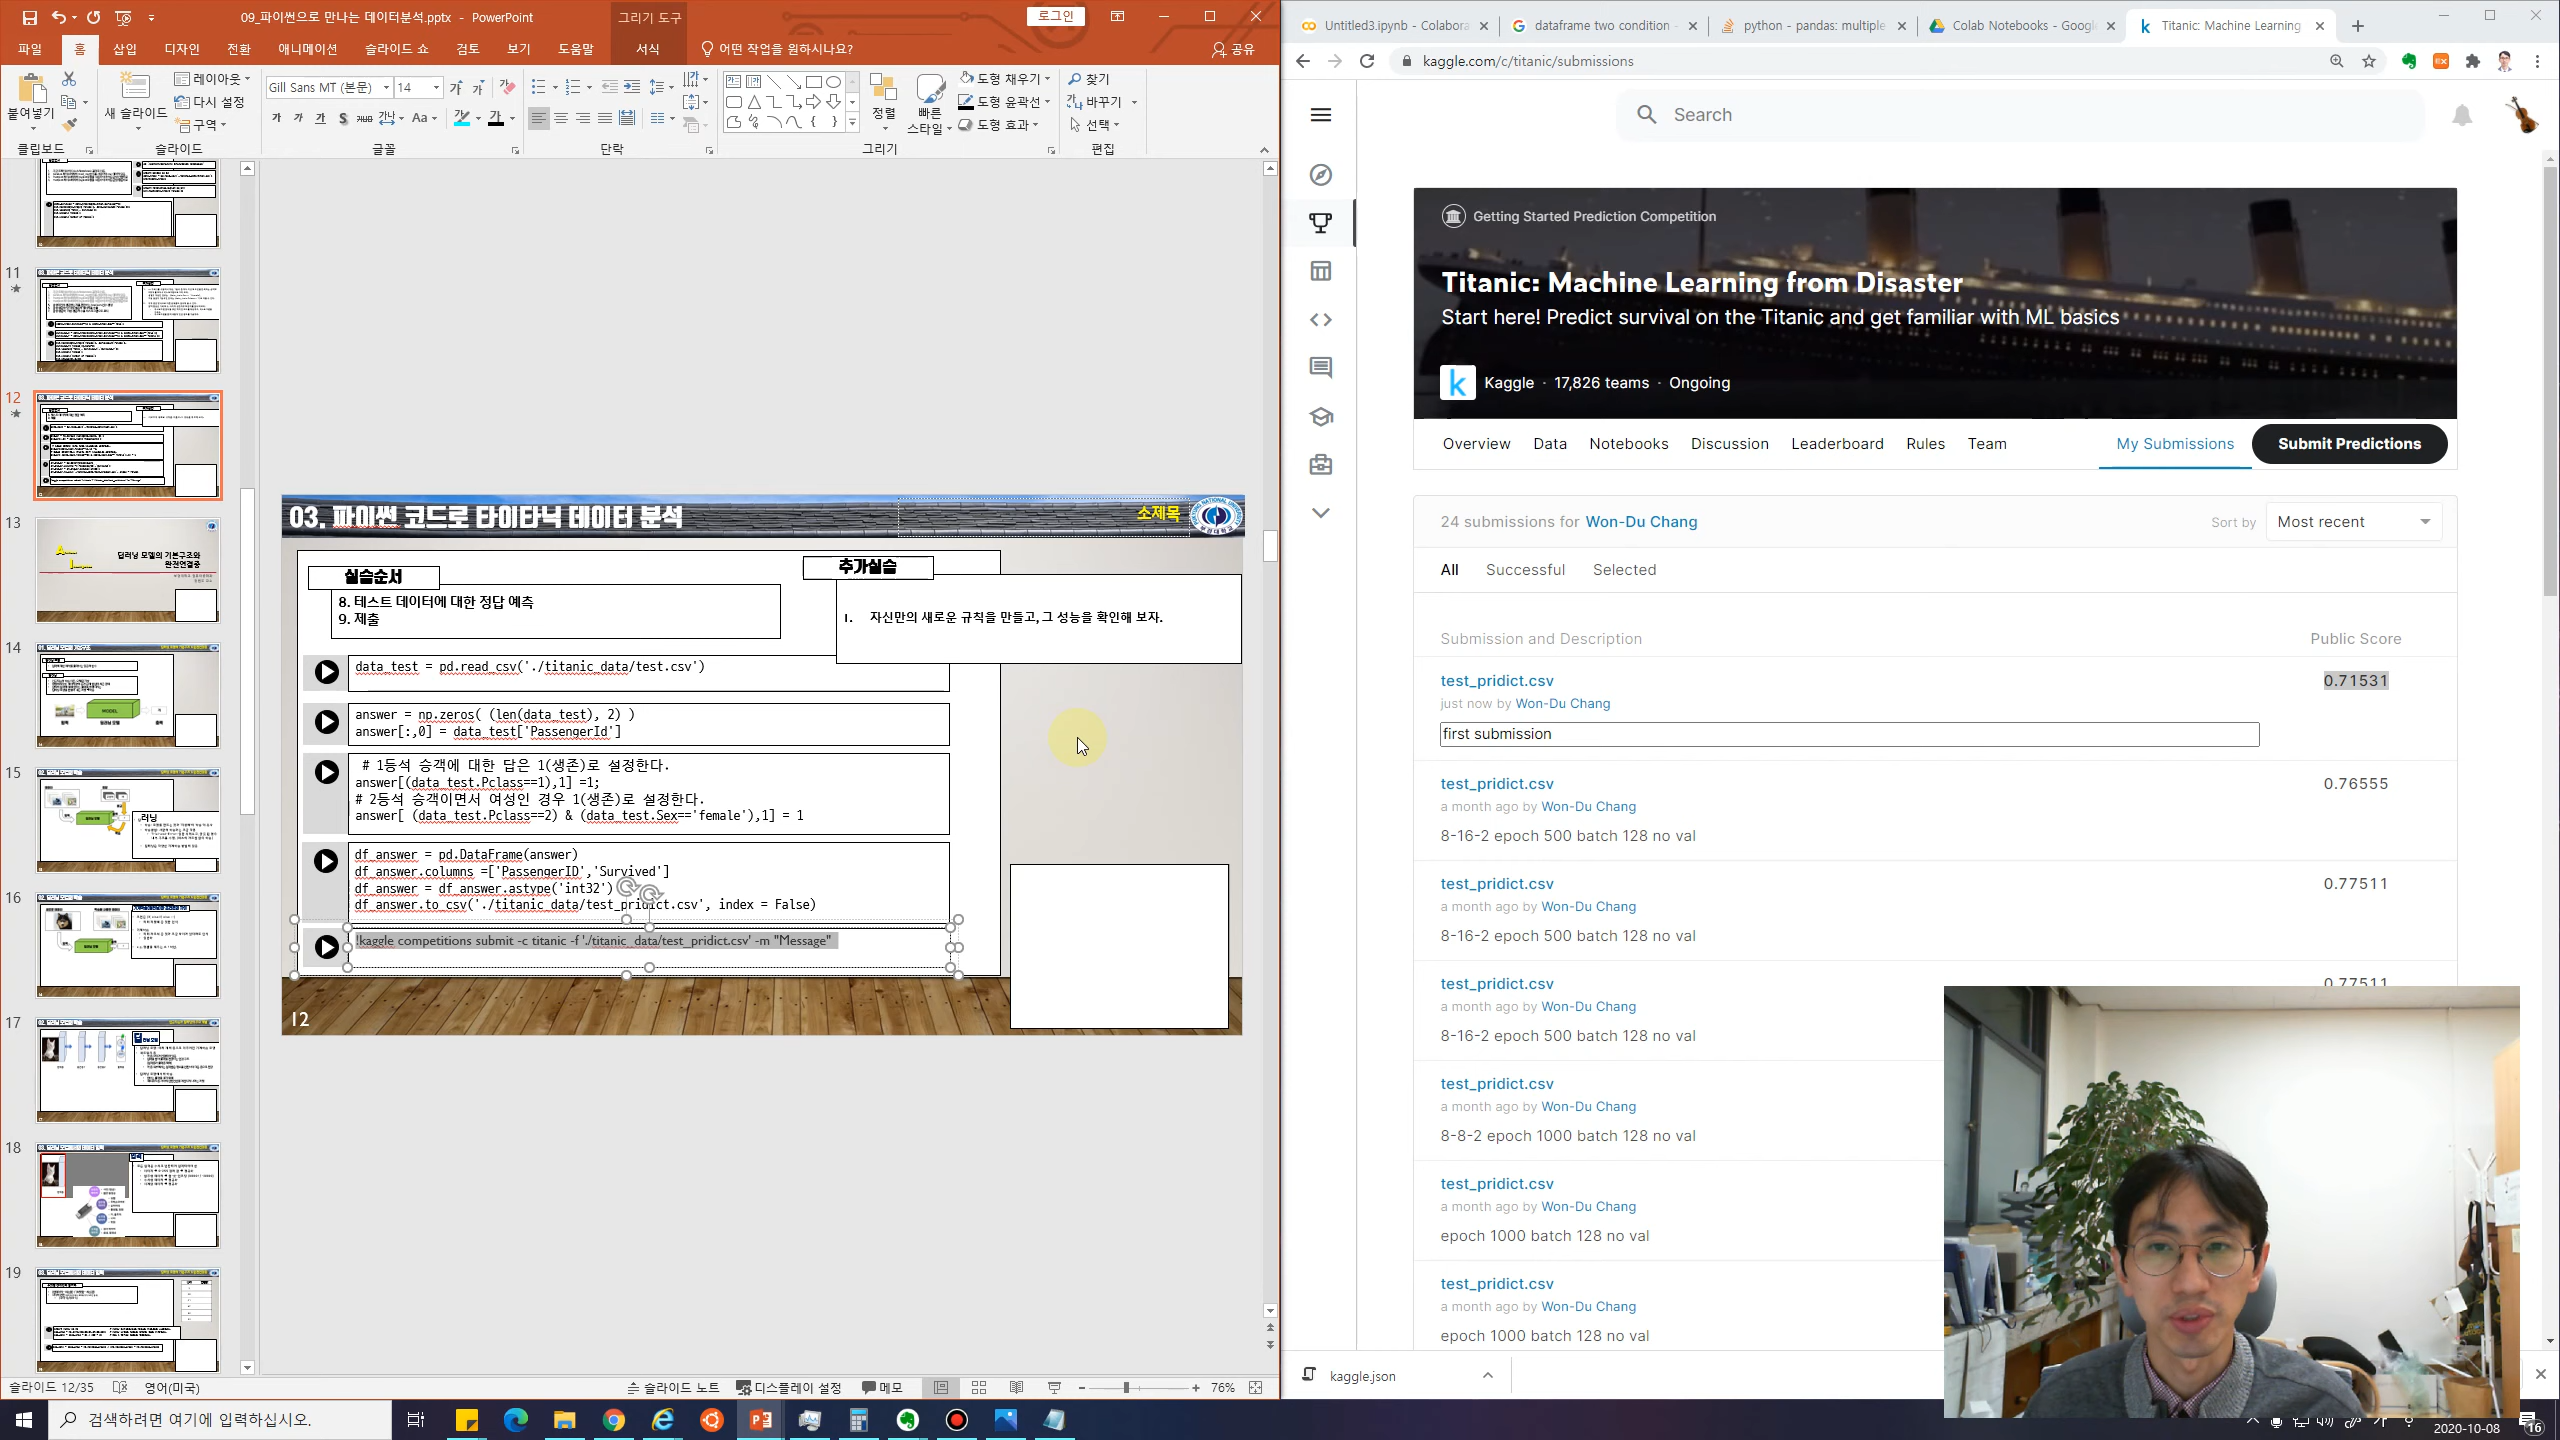 09_파이썬으로 만나는 데이터분석.pptx - PowerPoint
그리기 도구
로그인
파일 홈 삽입 디자인 전환 애니메이션 슬라이드 쇼 검토 보기 도움말 서식 어떤 작업을 원하시나요? 공유
붙여넣기
새 슬라이드
레이아웃
다시 설정
구역
Gill Sans MT (본문) 14
정렬
빠른 스타일
도형 채우기
도형 윤곽선
도형 효과
찾기
바꾸기
선택
클립보드 슬라이드 글꼴 단락 그리기 편집
11
12
13
딥러닝 모델의 기본구조와
완전연결층
14
15
16
17
18
19
03. 파이썬 코드로 타이타닉 데이터 분석
소제목
실습순서
8. 테스트 데이터에 대한 정답 예측
9. 제출
추가실습
1. 자신만의 새로운 규칙을 만들고, 그 성능을 확인해 보자.
data_test = pd.read_csv('./titanic_data/test.csv')
answer = np.zeros( (len(data_test), 2) )
answer[:,0] = data_test['PassengerId']
# 1등석 승객에 대한 답은 1(생존)로 설정한다.
answer[(data_test.Pclass==1),1] =1;
# 2등석 승객이면서 여성인 경우 1(생존)로 설정한다.
answer[ (data_test.Pclass==2) & (data_test.Sex=='female'),1] = 1
df_answer = pd.DataFrame(answer)
df_answer.columns =['PassengerID','Survived']
df_answer = df_answer.astype('int32')
df_answer.to_csv('./titanic_data/test_pridict.csv', index = False)
!kaggle competitions submit -c titanic -f './titanic_data/test_pridict.csv' -m "Message"
12
슬라이드 12/35 영어(미국)
슬라이드 노트 디스플레이 설정 메모 76%
Untitled3.ipynb - Colabora
dataframe two condition -
python - pandas: multiple
Colab Notebooks - Google
Titanic: Machine Learning
kaggle.com/c/titanic/submissions
Search
Getting Started Prediction Competition
Titanic: Machine Learning from Disaster
Start here! Predict survival on the Titanic and get familiar with ML basics
k Kaggle · 17,826 teams · Ongoing
Overview Data Notebooks Discussion Leaderboard Rules Team My Submissions Submit Predictions
24 submissions for Won-Du Chang
Sort by Most recent
All Successful Selected
Submission and Description Public Score
test_pridict.csv 0.71531
just now by Won-Du Chang
first submission
test_pridict.csv 0.76555
a month ago by Won-Du Chang
8-16-2 epoch 500 batch 128 no val
test_pridict.csv 0.77511
a month ago by Won-Du Chang
8-16-2 epoch 500 batch 128 no val
test_pridict.csv 0.77511
a month ago by Won-Du Chang
8-16-2 epoch 500 batch 128 no val
test_pridict.csv
a month ago by Won-Du Chang
8-8-2 epoch 1000 batch 128 no val
test_pridict.csv
a month ago by Won-Du Chang
epoch 1000 batch 128 no val
test_pridict.csv
a month ago by Won-Du Chang
epoch 1000 batch 128 no val
kaggle.json
검색하려면 여기에 입력하십시오.
2020-10-08
16